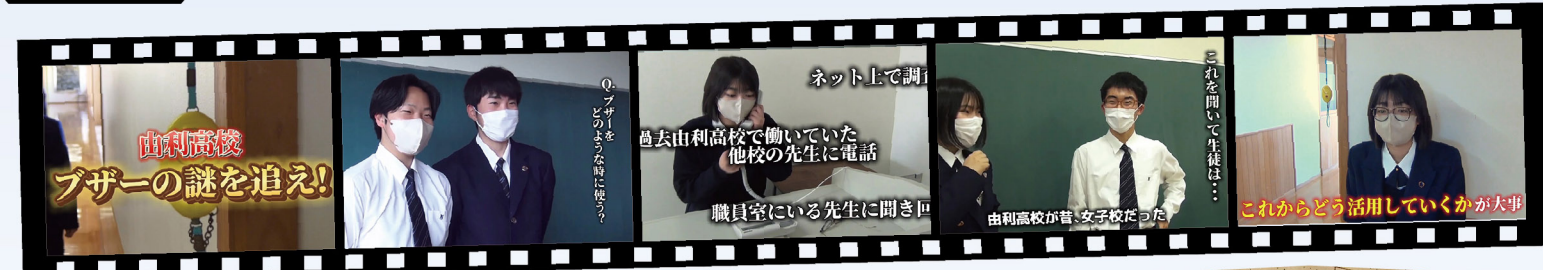 由利高校
ブザーの謎を追え!
Q.ブザーを
どのような時に使う?
ネット上で調査
過去由利高校で働いていた
他校の先生に電話
職員室にいる先生に聞き回
これを聞いて生徒は・・・
由利高校が昔、女子校だった
これからどう活用していくかが大事